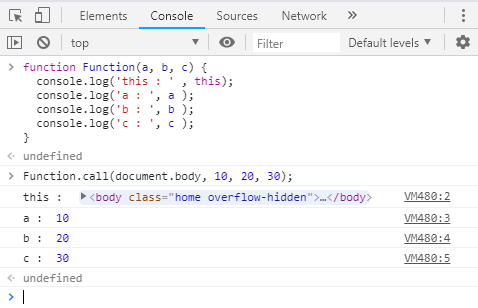 Elements Console Sources Network »
top Filter Default levels
function Function(a, b, c) {
console.log('this : ' , this);
console.log('a : ', a );
console.log('b : ', b );
console.log('c : ', c );
}
undefined
Function.call(document.body, 10, 20, 30);
this : <body class="home overflow-hidden">…</body> VM480:2
a : 10 VM480:3
b : 20 VM480:4
c : 30 VM480:5
undefined